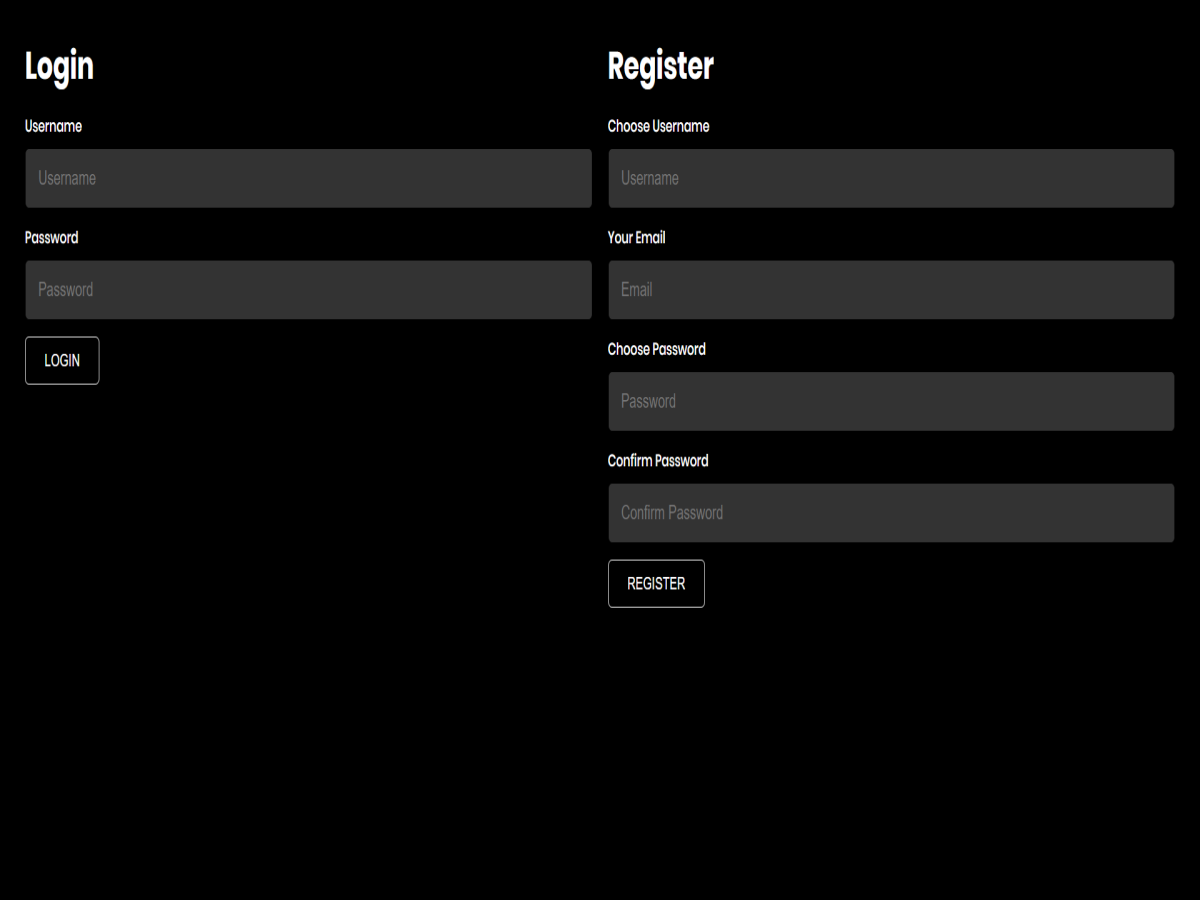 Login
Username
Username
Password
Password
LOGIN
Register
Choose Username
Username
Your Email
Email
Choose Password
Password
Confirm Password
Confirm Password
REGISTER